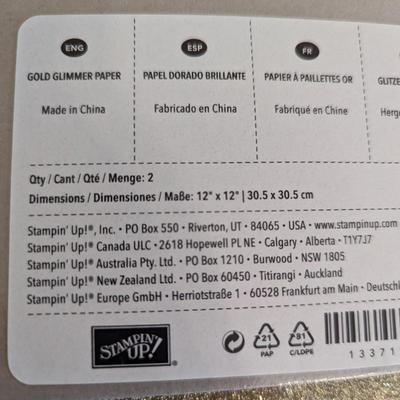 ENG ESP FR
GOLD GLIMMER PAPER PAPEL DORADO BRILLANTE PAPIER À PAILLETTES OR
Made in China Fabricado en China Fabriqué en Chine
Qty / Cant / Qté / Menge: 2
Dimensions / Dimensiones / Maße: 12" x 12" | 30.5 x 30.5 cm
Stampin' Up!®, Inc. • PO Box 550 • Riverton, UT • 84065 • USA • www.stampinup.com
Stampin' Up!® Canada ULC • 2618 Hopewell PL NE • Calgary • Alberta • T1Y7J7
Stampin' Up!® Australia Pty. Ltd. • PO Box 1210 • Burwood • NSW 1805
Stampin' Up!® New Zealand Ltd. • PO Box 60450 • Titirangi • Auckland
Stampin' Up!® Europe GmbH • Herriotstraße 1 • 60528 Frankfurt am Main •
STAMPIN' UP!®
21 PAP
81 C/LDPE
13371